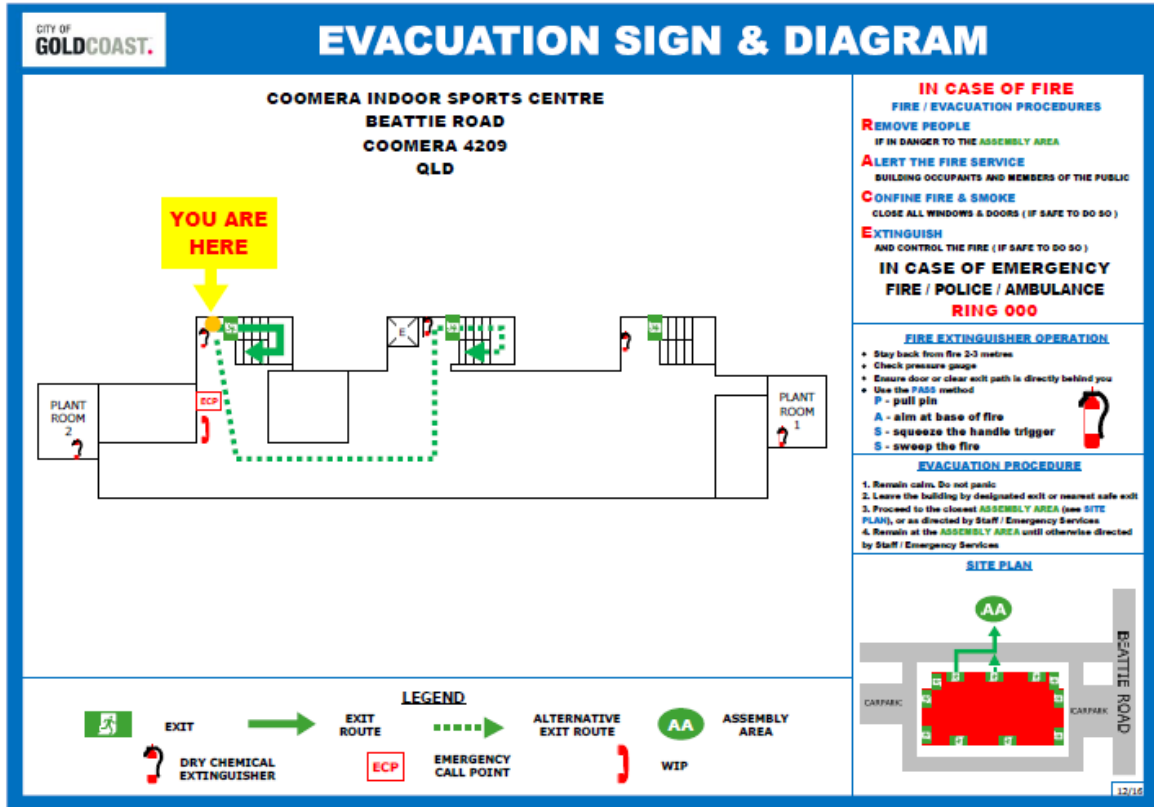 CITY OF
GOLDCOAST.
EVACUATION SIGN & DIAGRAM
COOMERA INDOOR SPORTS CENTRE
BEATTIE ROAD
COOMERA 4209
QLD
YOU ARE
HERE
E
ECP
PLANT
ROOM
2
PLANT
ROOM
1
IN CASE OF FIRE
FIRE / EVACUATION PROCEDURES
REMOVE PEOPLE
IF IN DANGER TO THE ASSEMBLY AREA
ALERT THE FIRE SERVICE
BUILDING OCCUPANTS AND MEMBERS OF THE PUBLIC
CONFINE FIRE & SMOKE
CLOSE ALL WINDOWS & DOORS ( IF SAFE TO DO SO )
EXTINGUISH
AND CONTROL THE FIRE ( IF SAFE TO DO SO )
IN CASE OF EMERGENCY
FIRE / POLICE / AMBULANCE
RING 000
FIRE EXTINGUISHER OPERATION
• Stay back from fire 2-3 metres
• Check pressure gauge
• Ensure door or clear exit path is directly behind you
• Use the PASS method
P - pull pin
A - aim at base of fire
S - squeeze the handle trigger
S - sweep the fire
EVACUATION PROCEDURE
1. Remain calm. Do not panic
2. Leave the building by designated exit or nearest safe exit
3. Proceed to the closest ASSEMBLY AREA (see SITE
PLAN), or as directed by Staff / Emergency Services
4. Remain at the ASSEMBLY AREA until otherwise directed
by Staff / Emergency Services
SITE PLAN
AA
BEATTIE ROAD
CARPARK
CARPARK
12/16
LEGEND
EXIT
EXIT
ROUTE
ALTERNATIVE
EXIT ROUTE
AA
ASSEMBLY
AREA
DRY CHEMICAL
EXTINGUISHER
ECP
EMERGENCY
CALL POINT
WIP